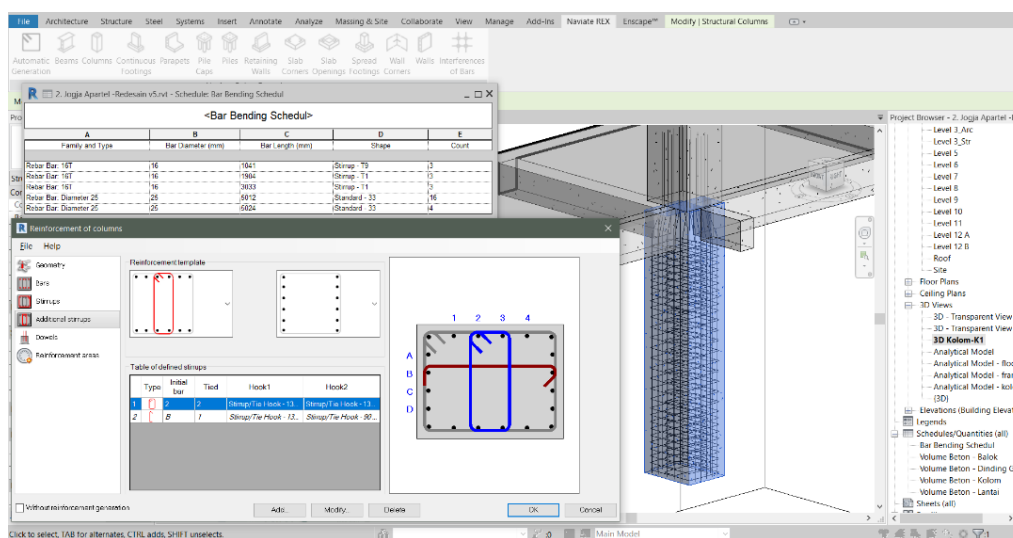 File Architecture Structure Steel Systems Insert Annotate Analyze Massing & Site Collaborate View Manage Add-Ins Naviate REX Enscape™ Modify | Structural Columns
Automatic Generation Beams Columns Continuous Footings Parapets Pile Caps Piles Retaining Walls Slab Corners Slab Openings Spread Footings Wall Corners Walls Interferences of Bars
R 2. Jogja Apartel -Redesain v5.rvt - Schedule: Bar Bending Schedul
<Bar Bending Schedul>
A B C D E
Family and Type Bar Diameter (mm) Bar Length (mm) Shape Count
Rebar Bar: 16T 16 1041 Stirrup - T9 3
Rebar Bar: 16T 16 1904 Stirrup - T1 3
Rebar Bar: 16T 16 3033 Stirrup - T1 3
Rebar Bar: Diameter 25 25 5012 Standard - 33 16
Rebar Bar: Diameter 25 25 5024 Standard - 33 4
R Reinforcement of columns
File Help
Geometry
Bars
Stirrups
Additional stirrups
Dowels
Reinforcement areas
Reinforcement template
Table of defined stirrups
Type Initial bar Tied Hook1 Hook2
1 2 2 Stirrup/Tie Hook - 13... Stirrup/Tie Hook - 13...
2 B 1 Stirrup/Tie Hook - 13... Stirrup/Tie Hook - 90 ...
1 2 3 4
A
B
C
D
Without reinforcement generation
Add... Modify... Delete OK Cancel
Project Browser - 2. Jogja Apartel -
Level 3_Arc
Level 3_Str
Level 5
Level 6
Level 7
Level 8
Level 9
Level 10
Level 11
Level 12 A
Level 12 B
Roof
Site
Floor Plans
Ceiling Plans
3D Views
3D - Transparent View
3D - Transparent View
3D Kolom-K1
Analytical Model
Analytical Model - floo
Analytical Model - fran
Analytical Model - kolo
{3D}
Elevations (Building Elevat
Legends
Schedules/Quantities (all)
Bar Bending Schedul
Volume Beton - Balok
Volume Beton - Dinding G
Volume Beton - Kolom
Volume Beton - Lantai
Sheets (all)
Click to select, TAB for alternates, CTRL adds, SHIFT unselects. :0 Main Model :1